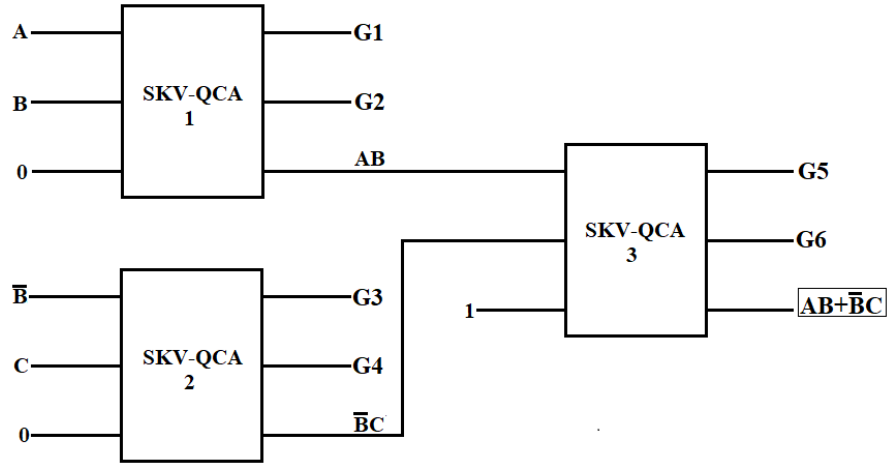 A
B
0
SKV-QCA
1
G1
G2
AB
B̅
C
0
SKV-QCA
2
G3
G4
B̅C
1
SKV-QCA
3
G5
G6
AB+B̅C